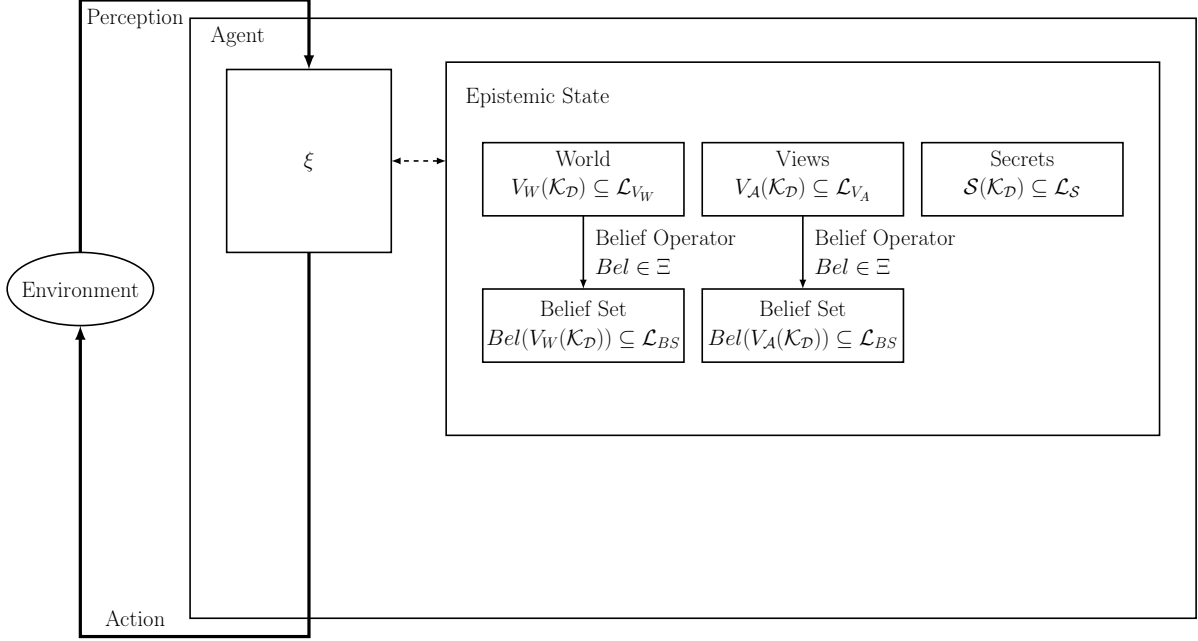 Perception
Agent
ξ
Epistemic State
World
V_W(𝒦_𝒟) ⊆ ℒ_{V_W}
Views
V_𝒜(𝒦_𝒟) ⊆ ℒ_{V_A}
Secrets
𝒮(𝒦_𝒟) ⊆ ℒ_𝒮
Belief Operator
Bel ∈ Ξ
Belief Operator
Bel ∈ Ξ
Environment
Belief Set
Bel(V_W(𝒦_𝒟)) ⊆ ℒ_{BS}
Belief Set
Bel(V_𝒜(𝒦_𝒟)) ⊆ ℒ_{BS}
Action